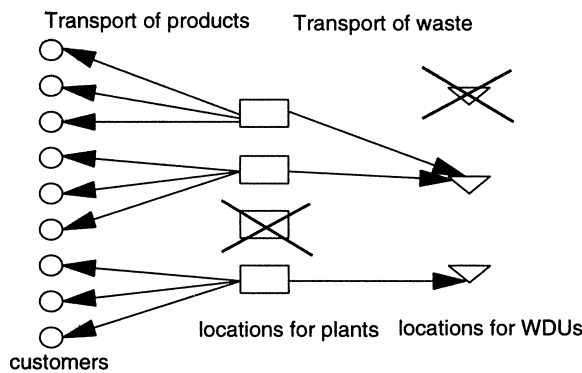 Transport of products
Transport of waste
locations for plants
locations for WDUs
customers